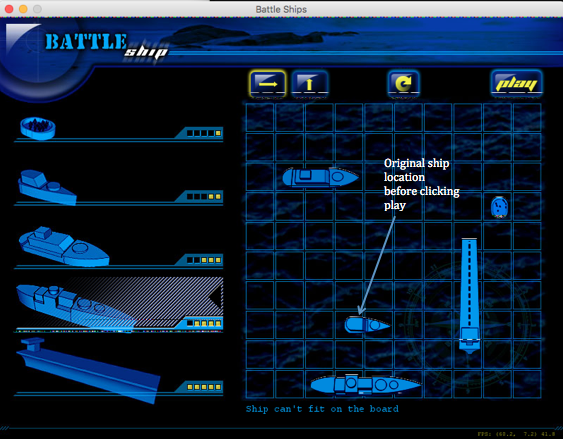 Battle Ships
BATTLE
ship
play
Original ship
location
before clicking
play
Ship can't fit on the board